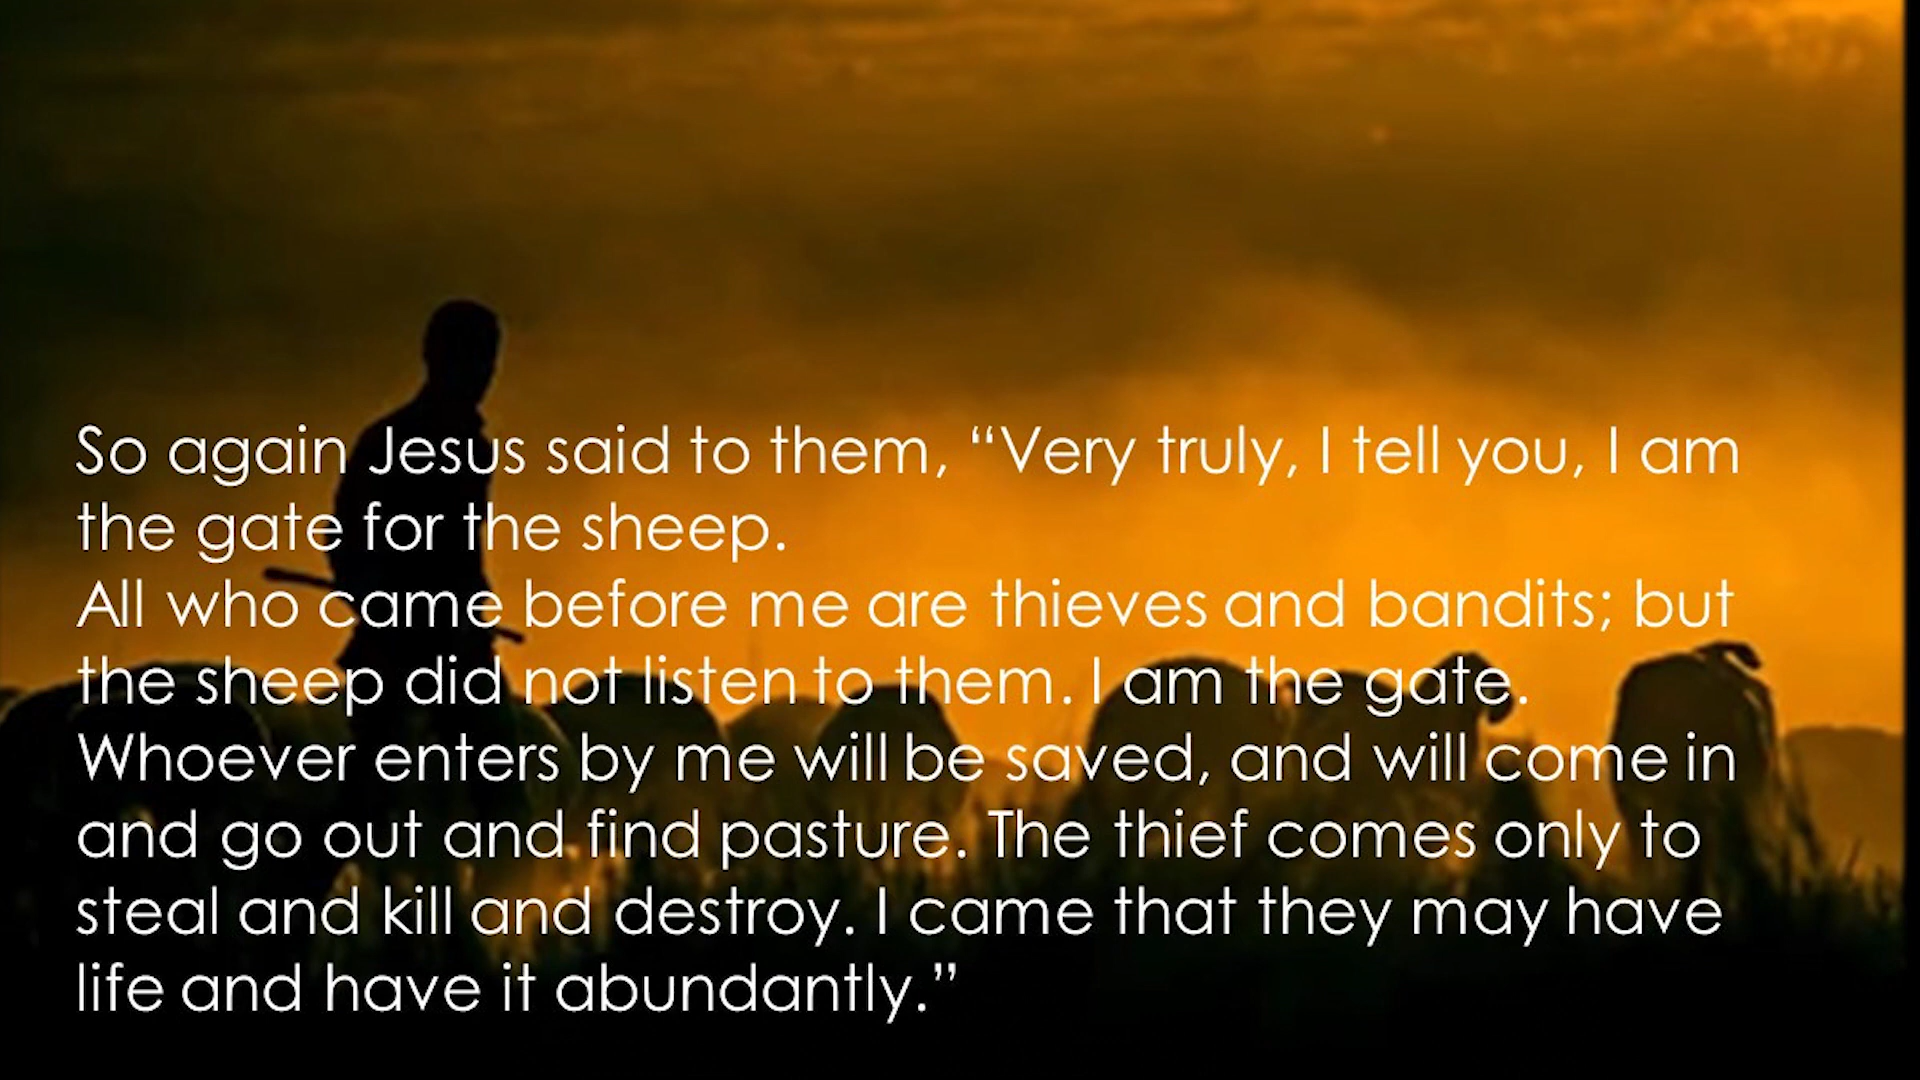 So again Jesus said to them, “Very truly, I tell you, I am
the gate for the sheep.
All who came before me are thieves and bandits; but
the sheep did not listen to them. I am the gate.
Whoever enters by me will be saved, and will come in
and go out and find pasture. The thief comes only to
steal and kill and destroy. I came that they may have
life and have it abundantly.”